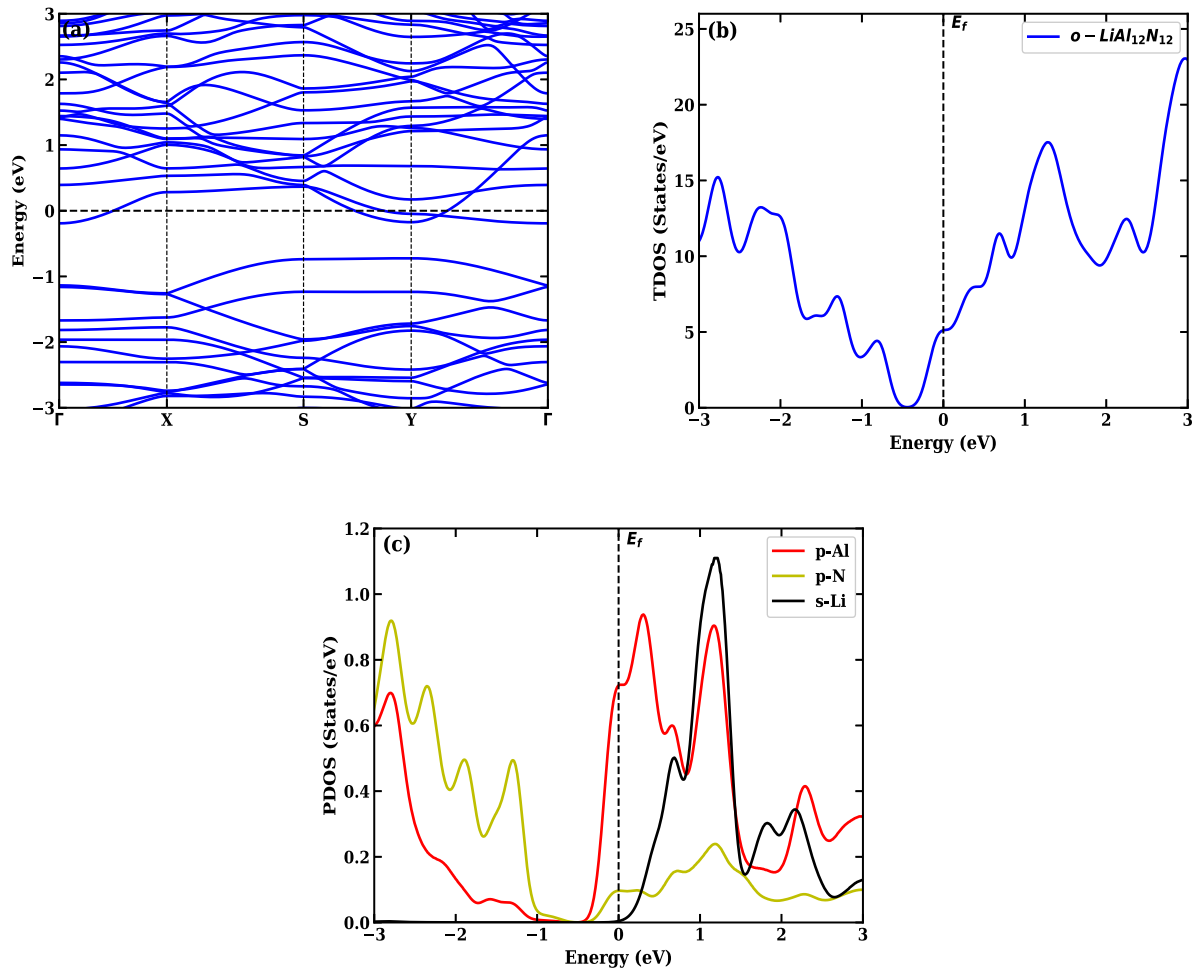 (a)
Energy (eV)
3
2
1
0
−1
−2
−3
Γ X S Y Γ
(b)
E_f
o − LiAl₁₂N₁₂
TDOS (States/eV)
25
20
15
10
5
0
−3 −2 −1 0 1 2 3
Energy (eV)
(c)
E_f
p-Al
p-N
s-Li
PDOS (States/eV)
1.2
1.0
0.8
0.6
0.4
0.2
0.0
−3 −2 −1 0 1 2 3
Energy (eV)